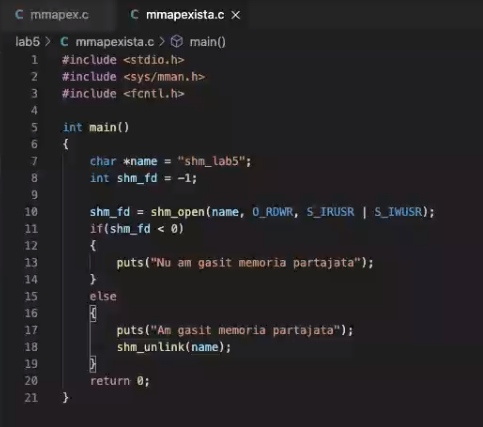 mmapex.c mmapexista.c
lab5 > mmapexista.c > main()
1 #include <stdio.h>
2 #include <sys/mman.h>
3 #include <fcntl.h>
4
5 int main()
6 {
7 char *name = "shm_lab5";
8 int shm_fd = -1;
9
10 shm_fd = shm_open(name, O_RDWR, S_IRUSR | S_IWUSR);
11 if(shm_fd < 0)
12 {
13 puts("Nu am gasit memoria partajata");
14 }
15 else
16 {
17 puts("Am gasit memoria partajata");
18 shm_unlink(name);
19 }
20 return 0;
21 }